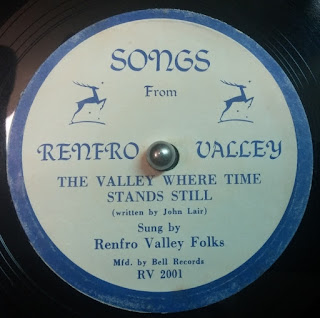 SONGS
From
RENFRO VALLEY
THE VALLEY WHERE TIME
STANDS STILL
(written by John Lair)
Sung by
Renfro Valley Folks
Mfd. by Bell Records
RV 2001